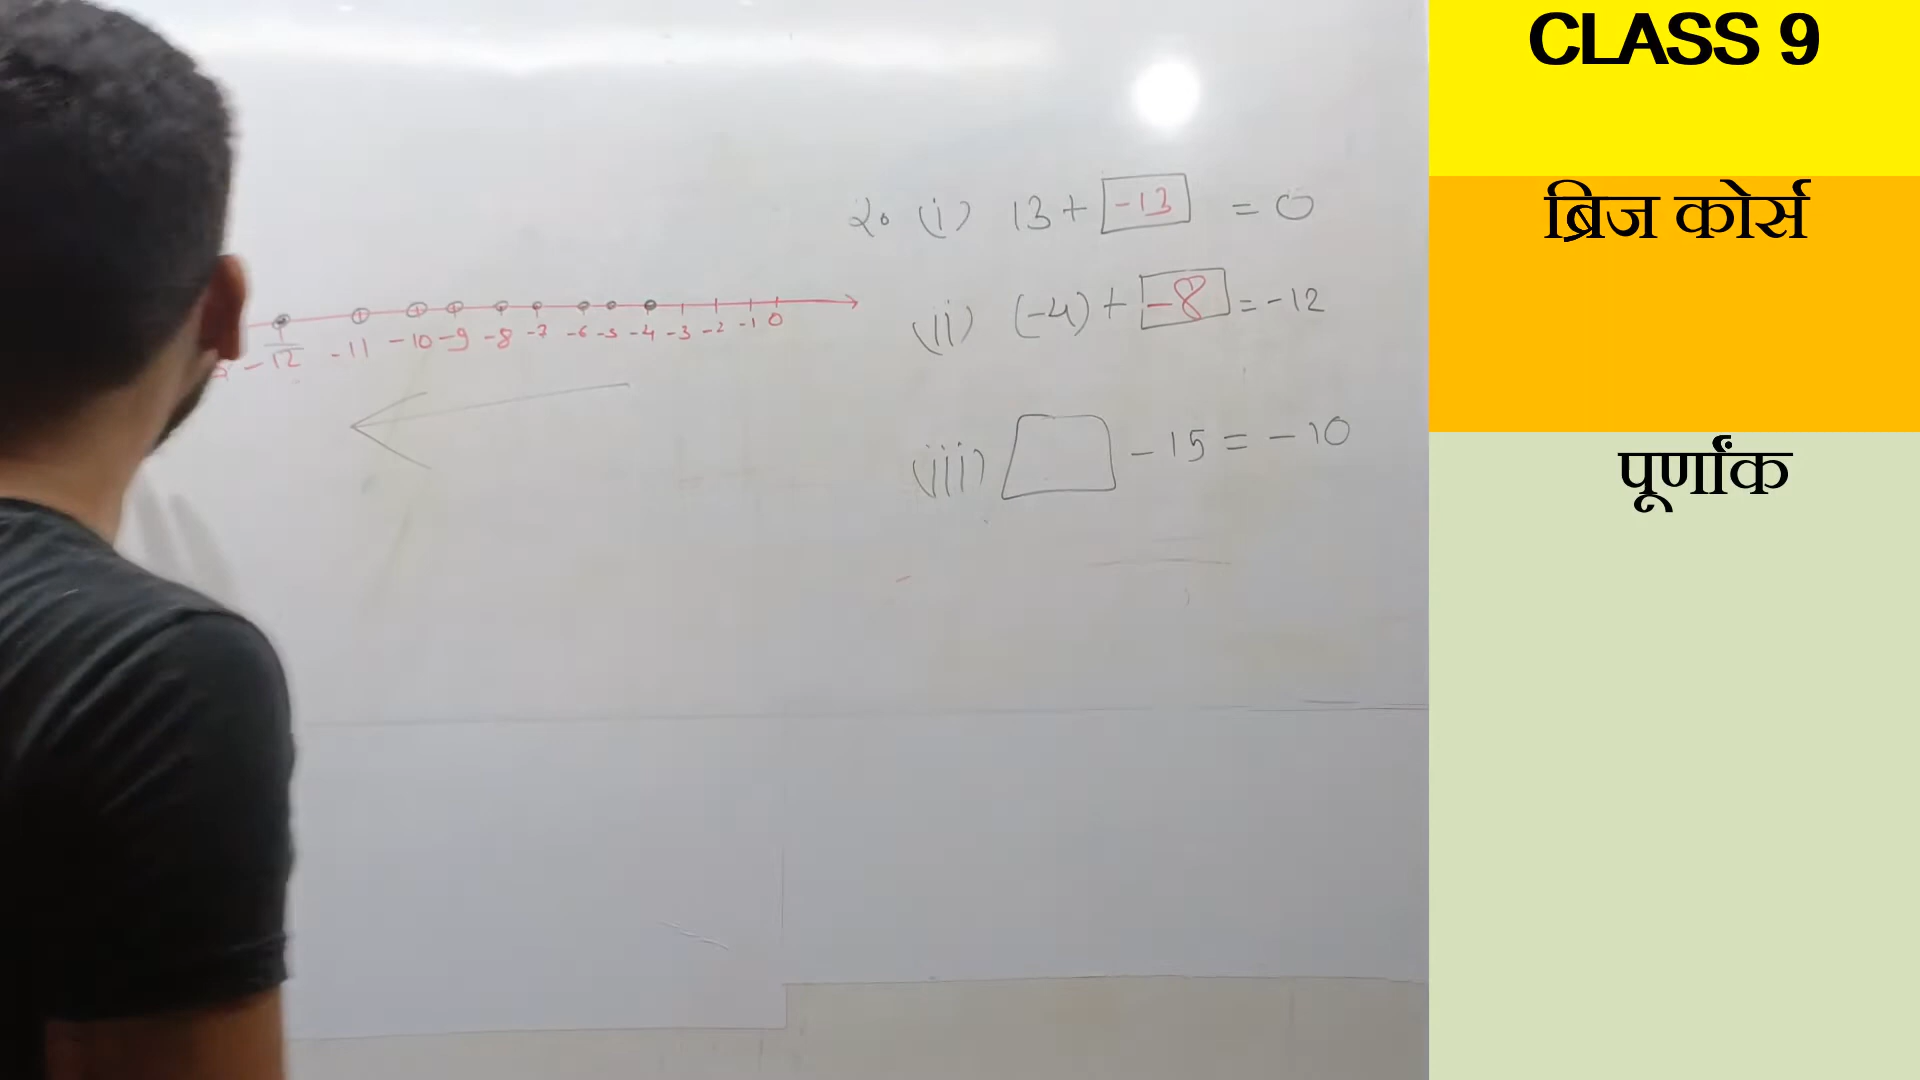 CLASS 9
ब्रिज कोर्स
पूर्णांक
२० (i) 13 + -13 = 0
(ii) (-4) + -8 = -12
(iii) - 15 = -10
-12 -11 -10 -9 -8 -7 -6 -5 -4 -3 -2 -1 0